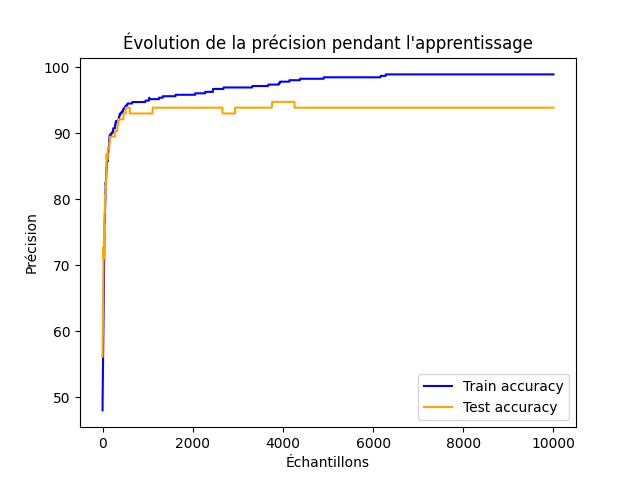 Évolution de la précision pendant l'apprentissage
100
90
80
70
60
50
Précision
0 2000 4000 6000 8000 10000
Échantillons
Train accuracy
Test accuracy